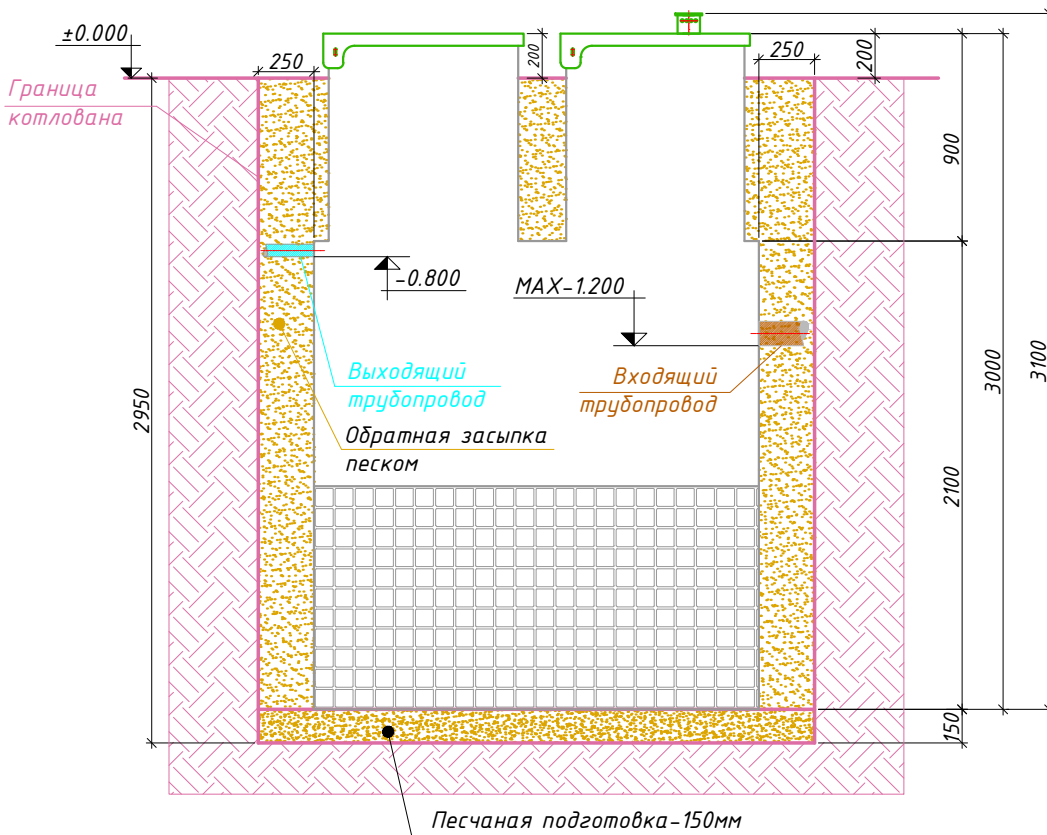 ±0.000
250
200
250
200
Граница
котлована
900
-0.800
MAX-1.200
3000
3100
2950
Выходящий
трубопровод
Входящий
трубопровод
Обратная засыпка
песком
2100
150
Песчаная подготовка-150мм